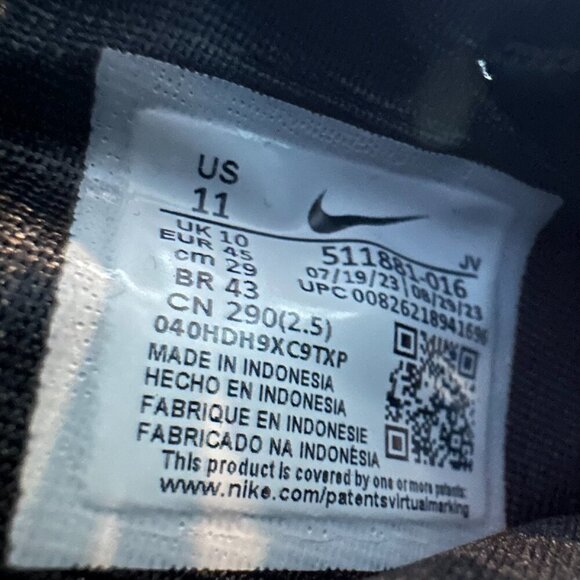 US
11
UK 10
EUR 45
cm 29
BR 43
CN 290(2.5)
040HDH9XC9TXP
511881-016 JV
07/19/23 | 08/29/23
UPC 00826218941696
MADE IN INDONESIA
HECHO EN INDONESIA
FABRIQUE EN INDONESIE
FABRICADO NA INDONÈSIA
This product is covered by one or more patents:
www.nike.com/patentsvirtualmarking